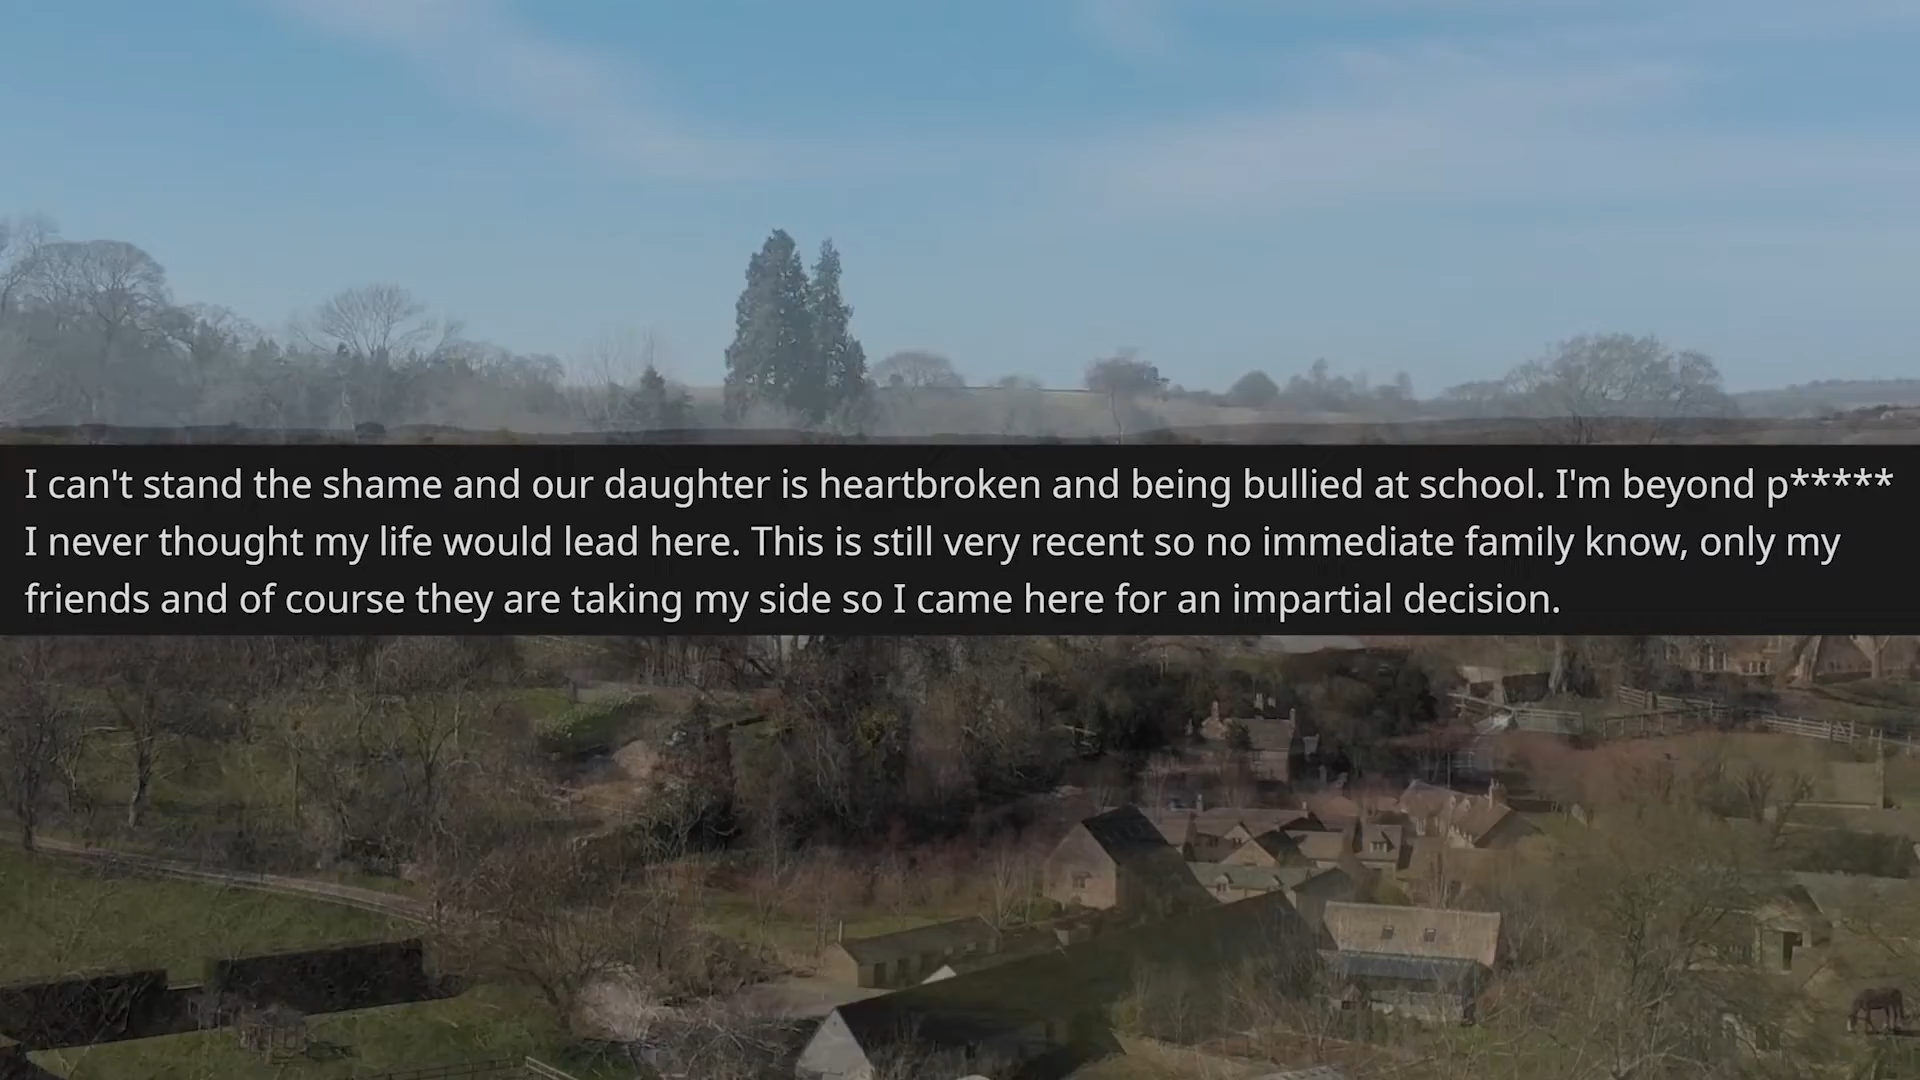 I can't stand the shame and our daughter is heartbroken and being bullied at school. I'm beyond p*****
I never thought my life would lead here. This is still very recent so no immediate family know, only my
friends and of course they are taking my side so I came here for an impartial decision.